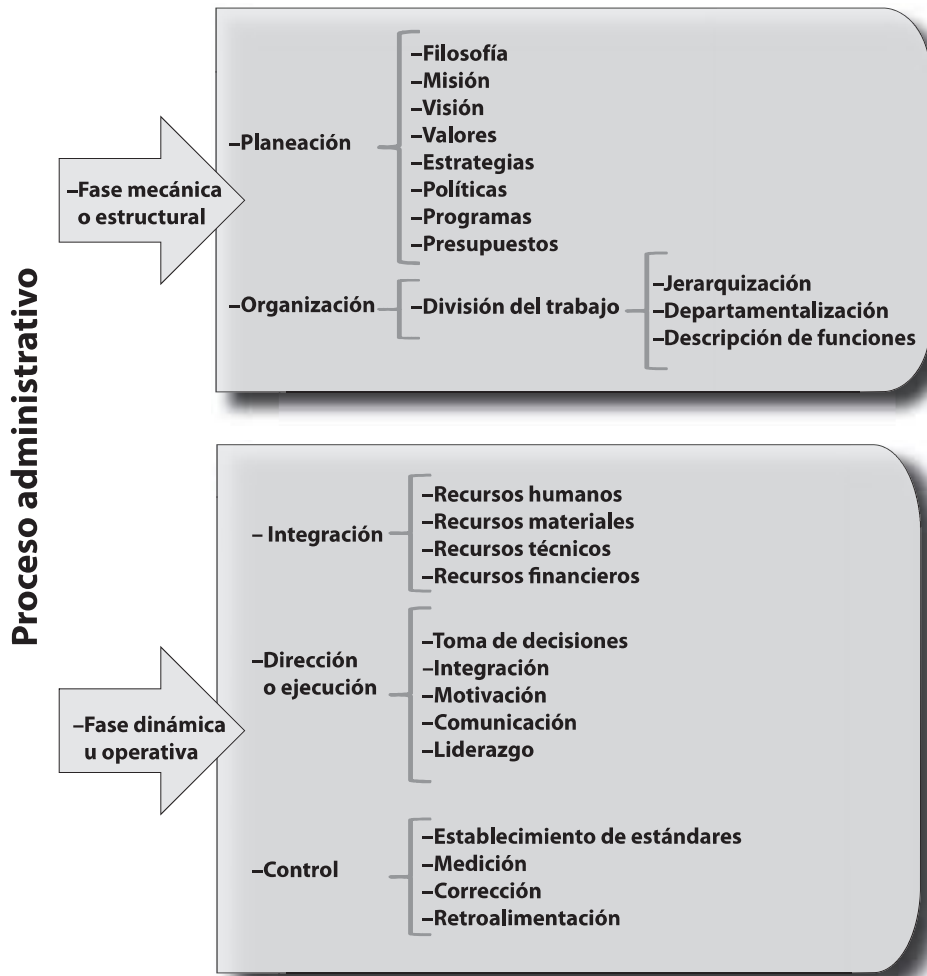 Proceso administrativo
–Fase mecánica
o estructural
–Planeación
–Filosofía
–Misión
–Visión
–Valores
–Estrategias
–Políticas
–Programas
–Presupuestos
–Organización
–División del trabajo
–Jerarquización
–Departamentalización
–Descripción de funciones
–Fase dinámica
u operativa
– Integración
–Recursos humanos
–Recursos materiales
–Recursos técnicos
–Recursos financieros
–Dirección
o ejecución
–Toma de decisiones
–Integración
–Motivación
–Comunicación
–Liderazgo
–Control
–Establecimiento de estándares
–Medición
–Corrección
–Retroalimentación